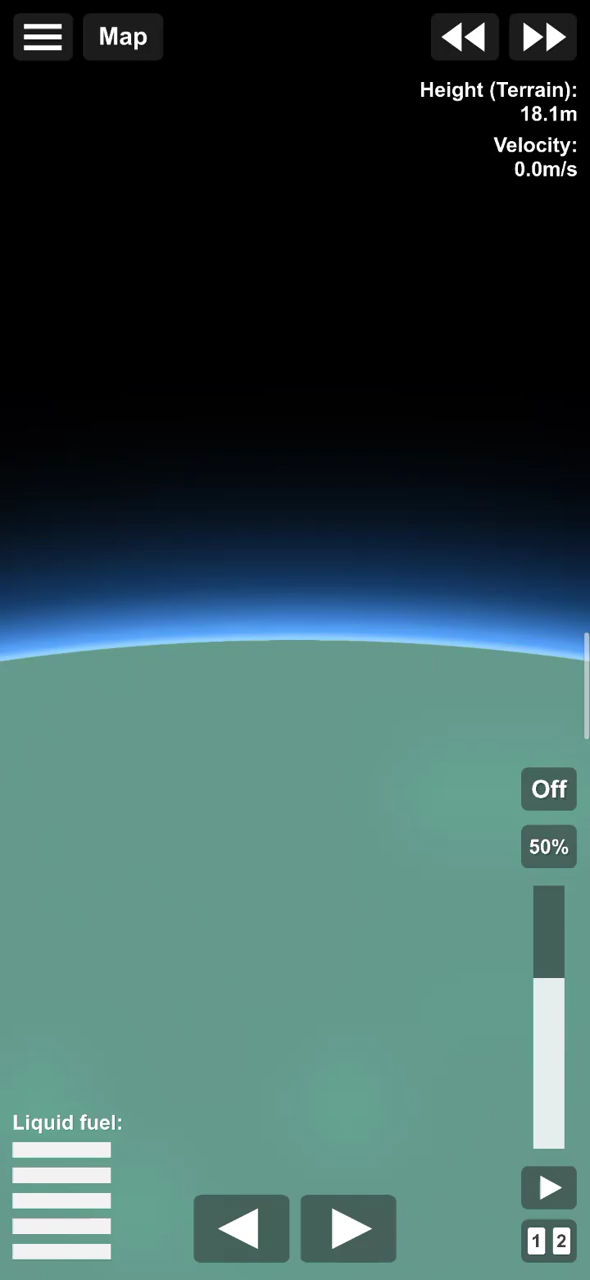 Map
Height (Terrain):
18.1m
Velocity:
0.0m/s
Off
50%
Liquid fuel:
1 2